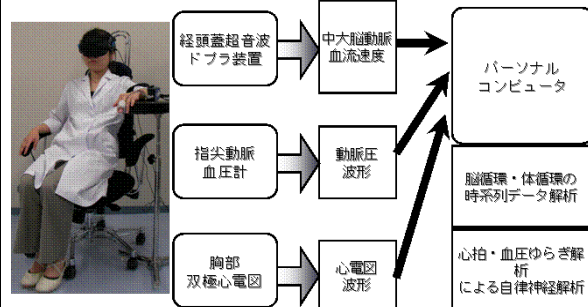 経頭蓋超音波
ドプラ装置
中大脳動脈
血流速度
パーソナル
コンピュータ
指尖動脈
血圧計
動脈圧
波形
脳循環・体循環の
時系列データ解析
胸部
双極心電図
心電図
波形
心拍・血圧ゆらぎ解
析
による自律神経解析